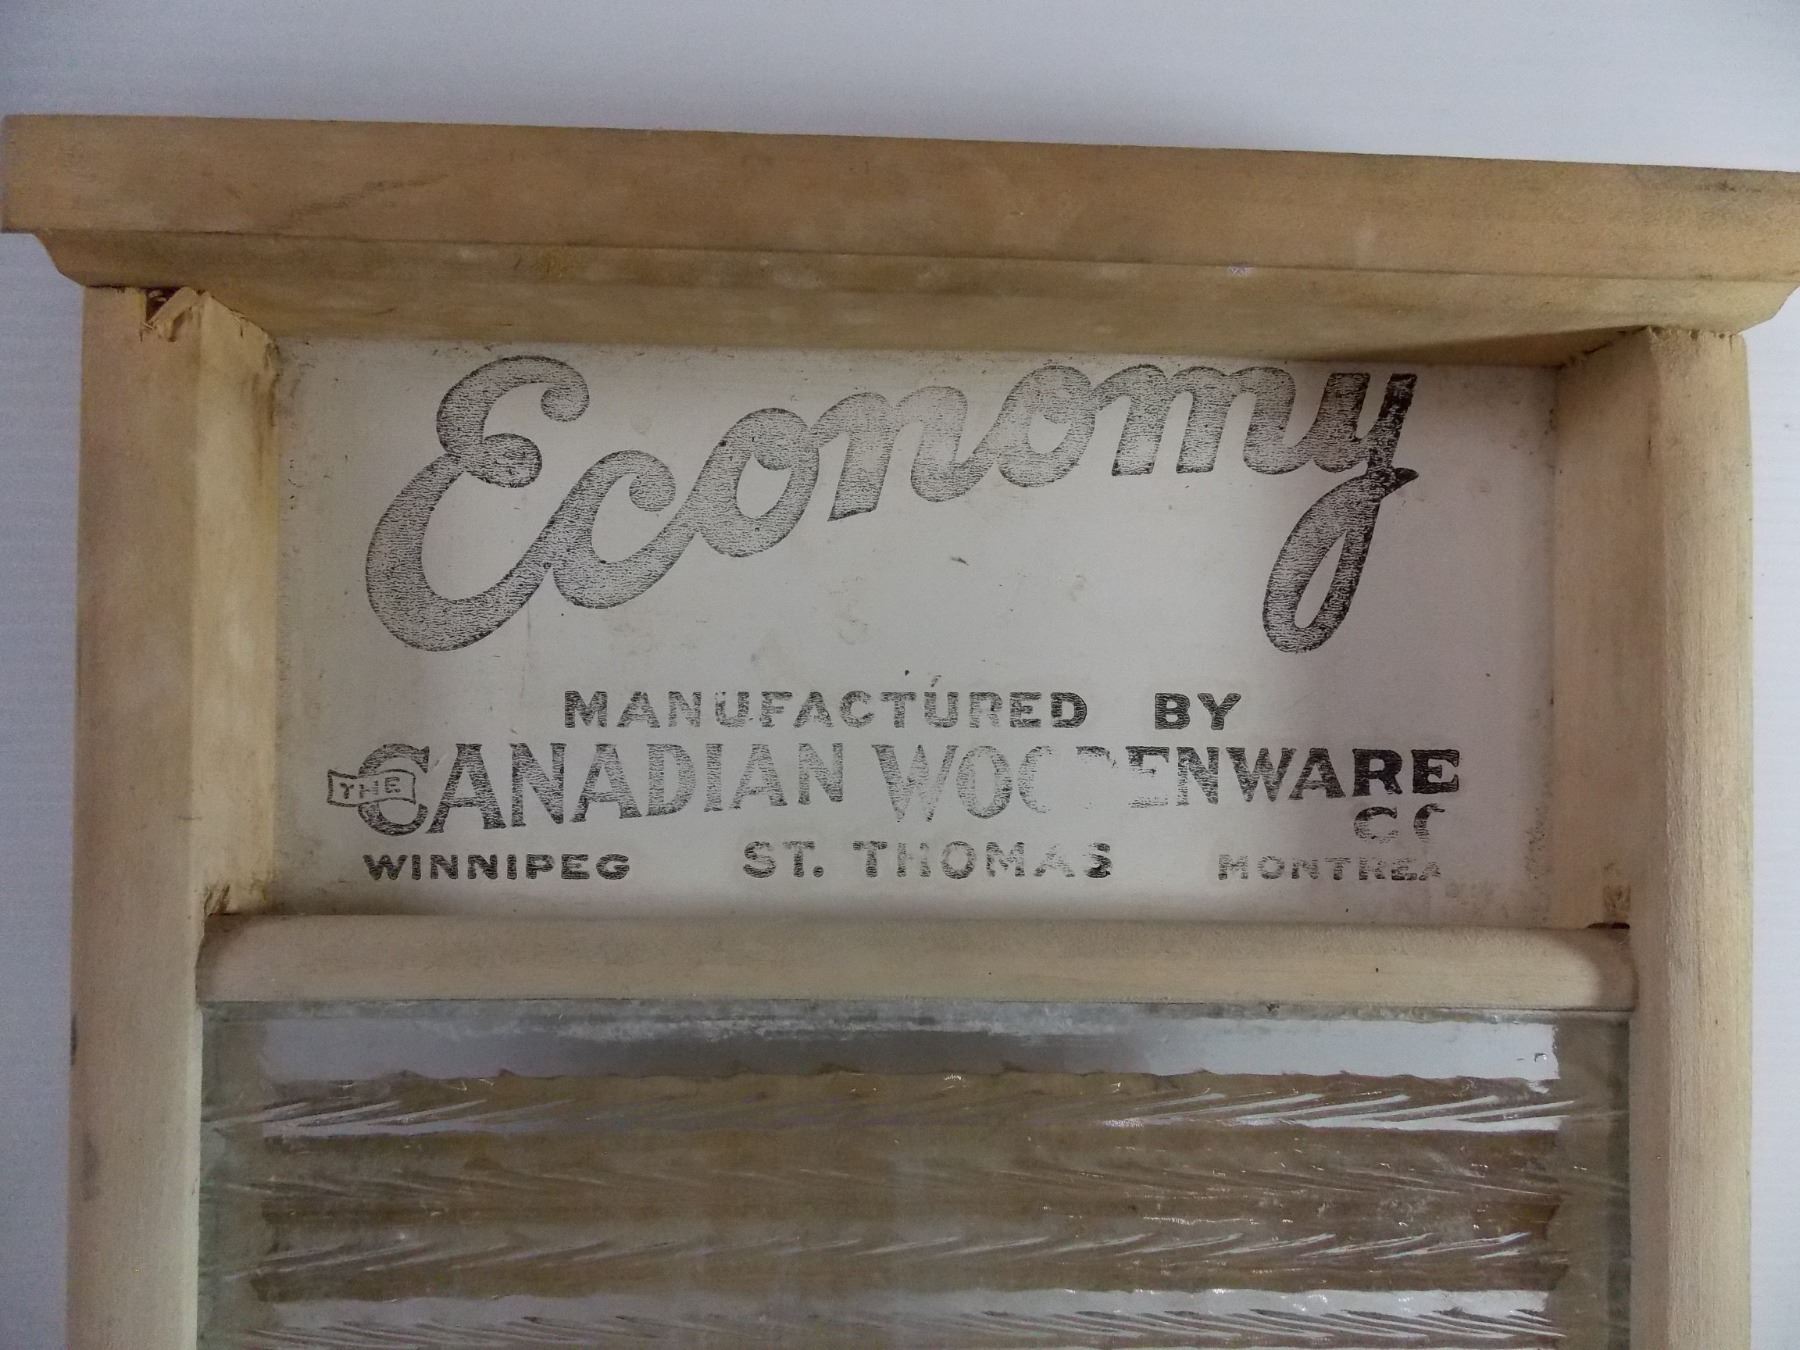 Economy
MANUFACTURED BY
THE CANADIAN WOODENWARE
CO
WINNIPEG ST. THOMAS MONTREAL